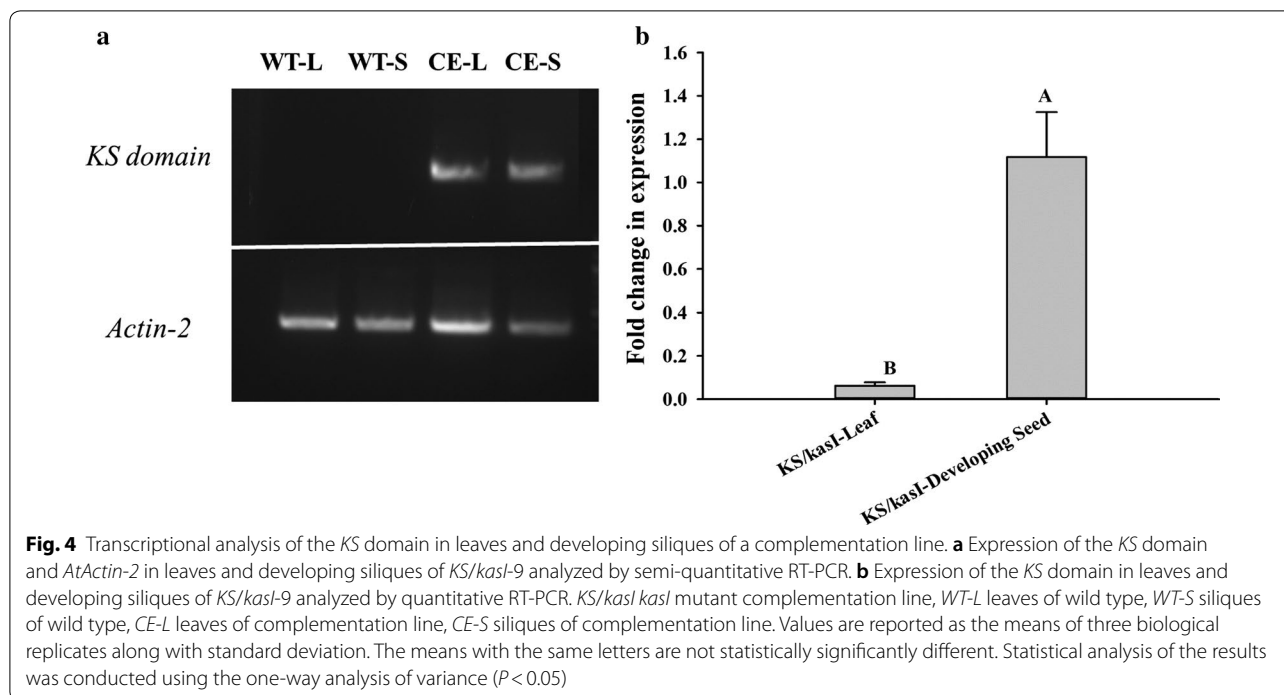 a
WT-L WT-S CE-L CE-S
KS domain
Actin-2
b
Fold change in expression
1.6
1.4
1.2
1.0
0.8
0.6
0.4
0.2
0.0
B
A
KS/kasI-Leaf
KS/kasI-Developing Seed
Fig. 4 Transcriptional analysis of the KS domain in leaves and developing siliques of a complementation line. a Expression of the KS domain
and AtActin-2 in leaves and developing siliques of KS/kasI-9 analyzed by semi-quantitative RT-PCR. b Expression of the KS domain in leaves and
developing siliques of KS/kasI-9 analyzed by quantitative RT-PCR. KS/kasI kasI mutant complementation line, WT-L leaves of wild type, WT-S siliques
of wild type, CE-L leaves of complementation line, CE-S siliques of complementation line. Values are reported as the means of three biological
replicates along with standard deviation. The means with the same letters are not statistically significantly different. Statistical analysis of the results
was conducted using the one-way analysis of variance (P < 0.05)